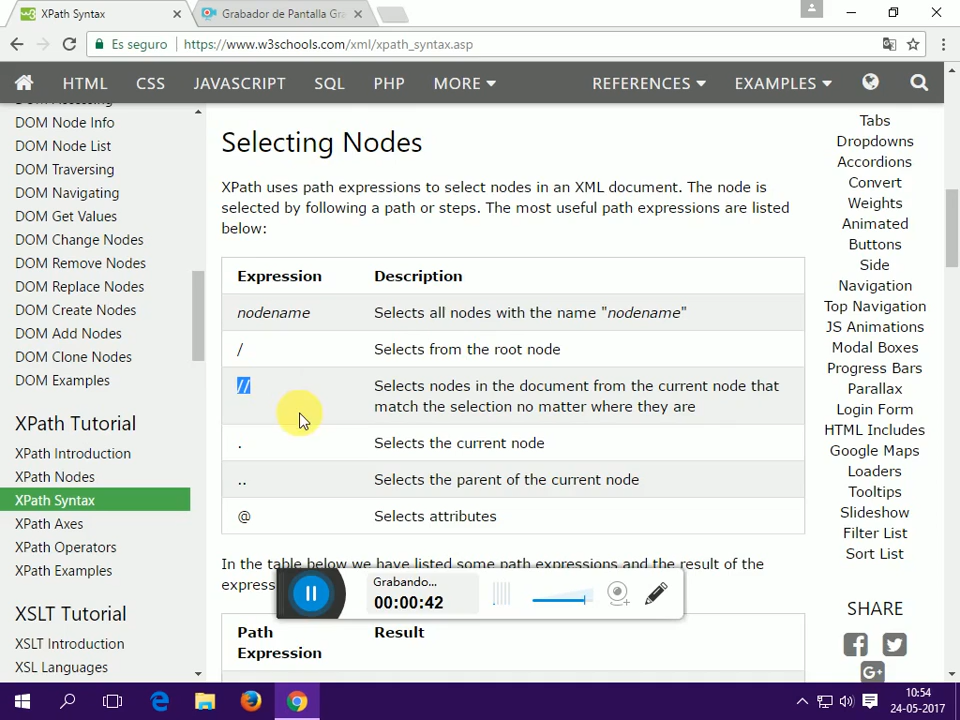 XPath Syntax
Grabador de Pantalla Gra
Es seguro
https://www.w3schools.com/xml/xpath_syntax.asp
HTML CSS JAVASCRIPT SQL PHP MORE REFERENCES EXAMPLES
DOM Accessing
DOM Node Info
DOM Node List
DOM Traversing
DOM Navigating
DOM Get Values
DOM Change Nodes
DOM Remove Nodes
DOM Replace Nodes
DOM Create Nodes
DOM Add Nodes
DOM Clone Nodes
DOM Examples
XPath Tutorial
XPath Introduction
XPath Nodes
XPath Syntax
XPath Axes
XPath Operators
XPath Examples
XSLT Tutorial
XSLT Introduction
XSL Languages
Selecting Nodes
XPath uses path expressions to select nodes in an XML document. The node is
selected by following a path or steps. The most useful path expressions are listed
below:
Expression Description
nodename Selects all nodes with the name "nodename"
/ Selects from the root node
// Selects nodes in the document from the current node that
match the selection no matter where they are
. Selects the current node
.. Selects the parent of the current node
@ Selects attributes
In the table below we have listed some path expressions and the result of the
expres
Path
Expression
Result
Grabando...
00:00:42
Tabs
Dropdowns
Accordions
Convert
Weights
Animated
Buttons
Side
Navigation
Top Navigation
JS Animations
Modal Boxes
Progress Bars
Parallax
Login Form
HTML Includes
Google Maps
Loaders
Tooltips
Slideshow
Filter List
Sort List
SHARE
10:54
24-05-2017